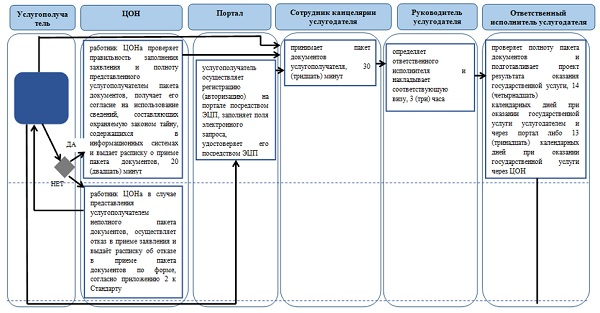 Услугополуча
тель
ЦОН
Портал
Сотрудник канцелярии
услугодателя
Руководитель
услугодателя
Ответственный
исполнитель услугодателя
работник ЦОНа проверяет
правильность заполнения
заявления и полноту
представленного
услугополучателем пакета
документов, получает его
согласие на использование
сведений, составляющих
охраняемую законом тайну,
содержащихся в
информационных системах
и выдает расписку о приеме
пакета документов, 20
(двадцать) минут
услугополучатель
осуществляет
регистрацию
(авторизацию) на
портале посредством
ЭЦП, заполняет поля
электронного
запроса,
удостоверяет его
посредством ЭЦП
принимает пакет
документов
услугополучателя, 30
(тридцать) минут
определяет
ответственного
исполнителя и
накладывает
соответствующую
визу, 3 (три) часа
проверяет полноту пакета
документов и
подготавливает проект
результата оказания
государственной услуги, 14
(четырнадцать)
календарных дней при
оказании государственной
услуги услугодателем и
через портал либо 13
(тринадцать) календарных
дней при оказании
государственной услуги
через ЦОН
ДА
НЕТ
работник ЦОНа в случае
представления
услугополучателем
неполного пакета
документов, осуществляет
отказ в приеме заявления и
выдаёт расписку об отказе
в приеме пакета
документов по форме,
согласно приложению 2 к
Стандарту